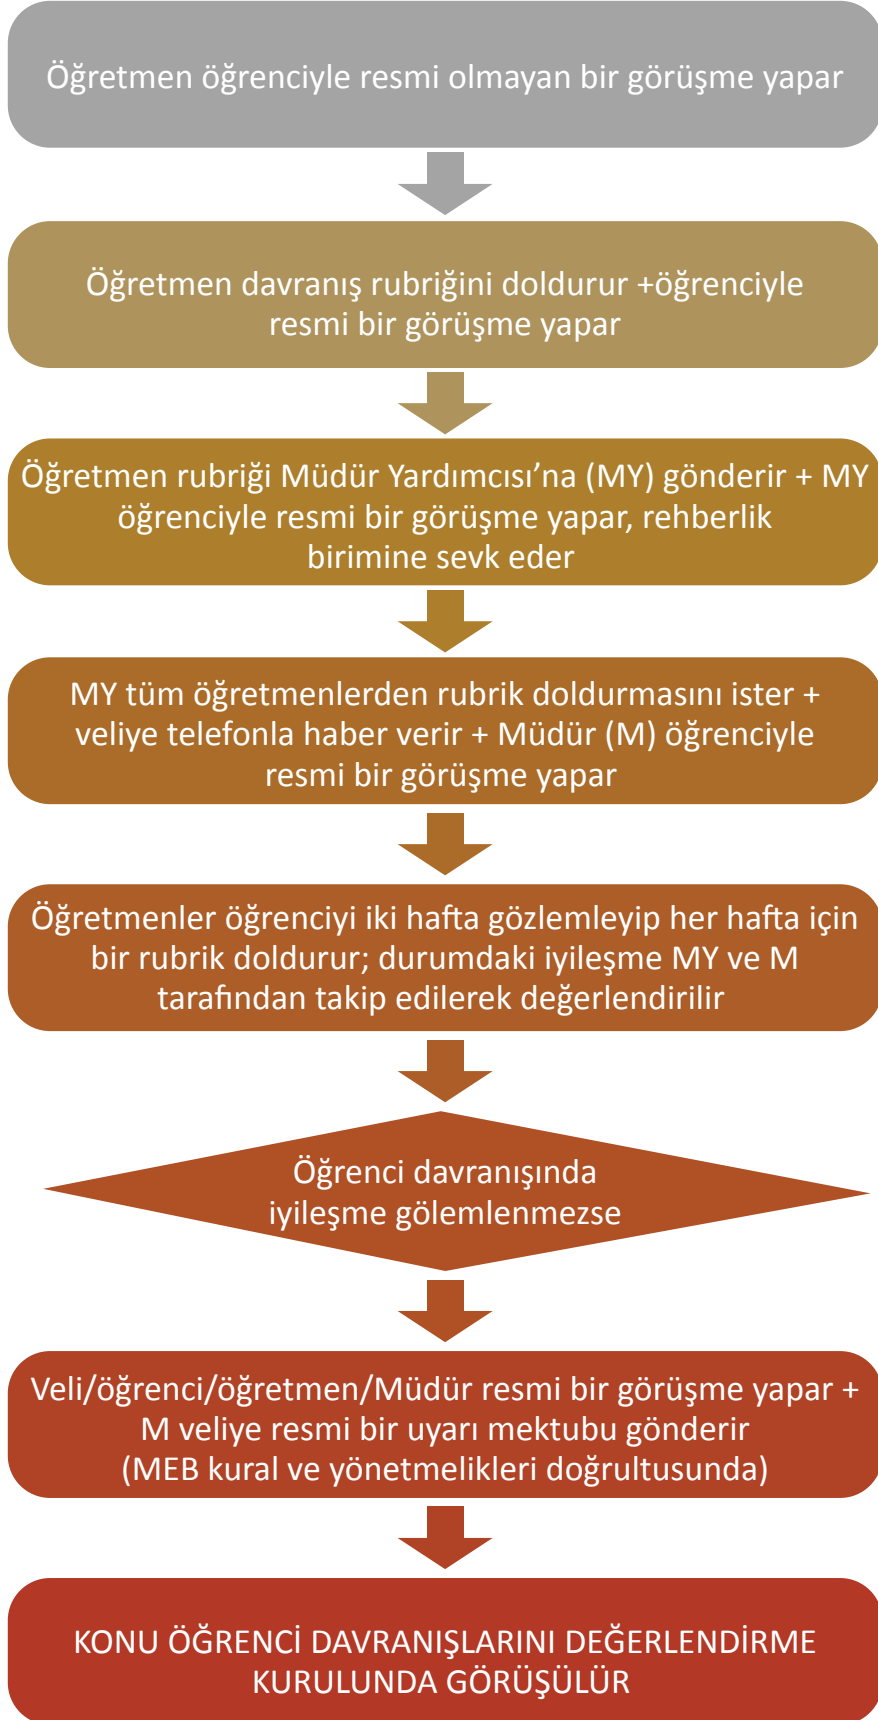 Öğretmen öğrenciyle resmi olmayan bir görüşme yapar
Öğretmen davranış rubriğini doldurur +öğrenciyle
resmi bir görüşme yapar
Öğretmen rubriği Müdür Yardımcısı’na (MY) gönderir + MY
öğrenciyle resmi bir görüşme yapar, rehberlik
birimine sevk eder
MY tüm öğretmenlerden rubrik doldurmasını ister +
veliye telefonla haber verir + Müdür (M) öğrenciyle
resmi bir görüşme yapar
Öğretmenler öğrenciyi iki hafta gözlemleyip her hafta için
bir rubrik doldurur; durumdaki iyileşme MY ve M
tarafından takip edilerek değerlendirilir
Öğrenci davranışında
iyileşme gölemlenmezse
Veli/öğrenci/öğretmen/Müdür resmi bir görüşme yapar +
M veliye resmi bir uyarı mektubu gönderir
(MEB kural ve yönetmelikleri doğrultusunda)
KONU ÖĞRENCİ DAVRANIŞLARINI DEĞERLENDİRME
KURULUNDA GÖRÜŞÜLÜR